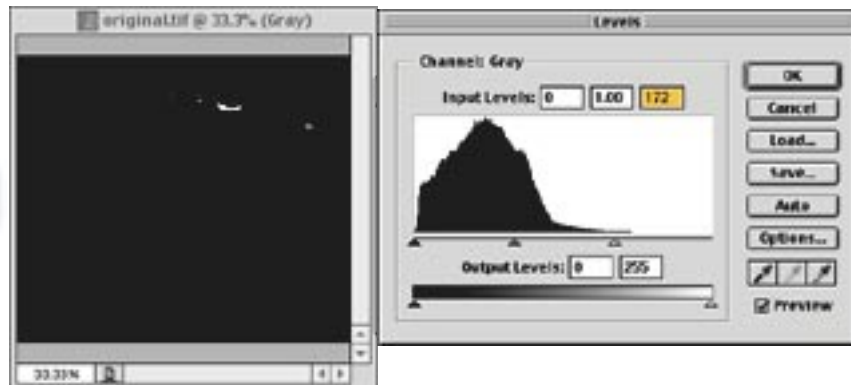 original.tif @ 33.3% (Gray)
33.33%
Levels
Channel: Gray
Input Levels: 0 1.00 172
Output Levels: 0 255
OK
Cancel
Load...
Save...
Auto
Options...
Preview